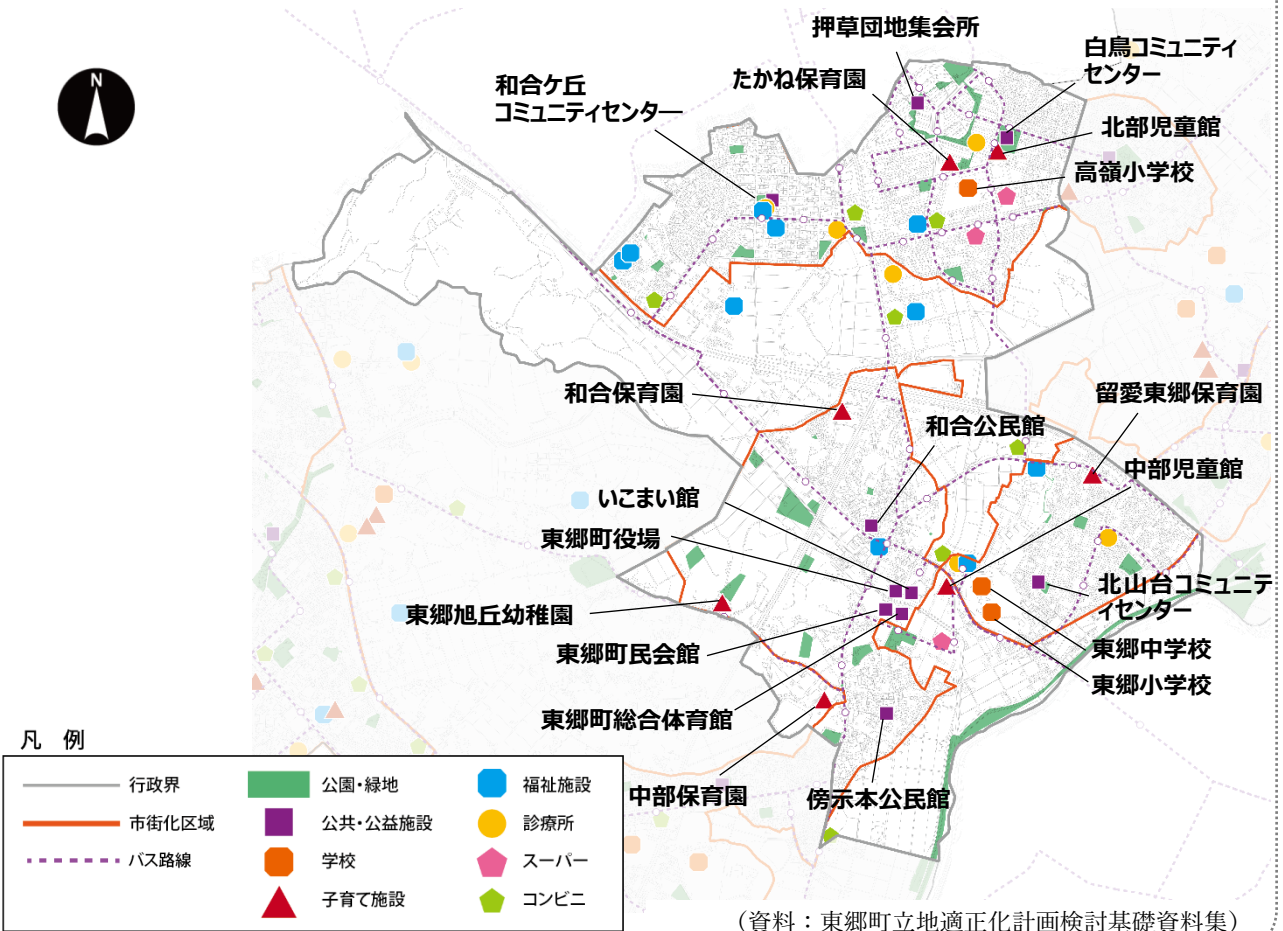 押草団地集会所
白鳥コミュニティ
センター
たかね保育園
和合ケ丘
コミュニティセンター
北部児童館
高嶺小学校
N
和合保育園
留愛東郷保育園
和合公民館
中部児童館
いこまい館
東郷町役場
北山台コミュニテ
ィセンター
東郷旭丘幼稚園
東郷町民会館
東郷中学校
東郷小学校
東郷町総合体育館
中部保育園
傍示本公民館
凡 例
行政界
公園・緑地
福祉施設
市街化区域
公共・公益施設
診療所
バス路線
学校
スーパー
子育て施設
コンビニ
(資料：東郷町立地適正化計画検討基礎資料集)